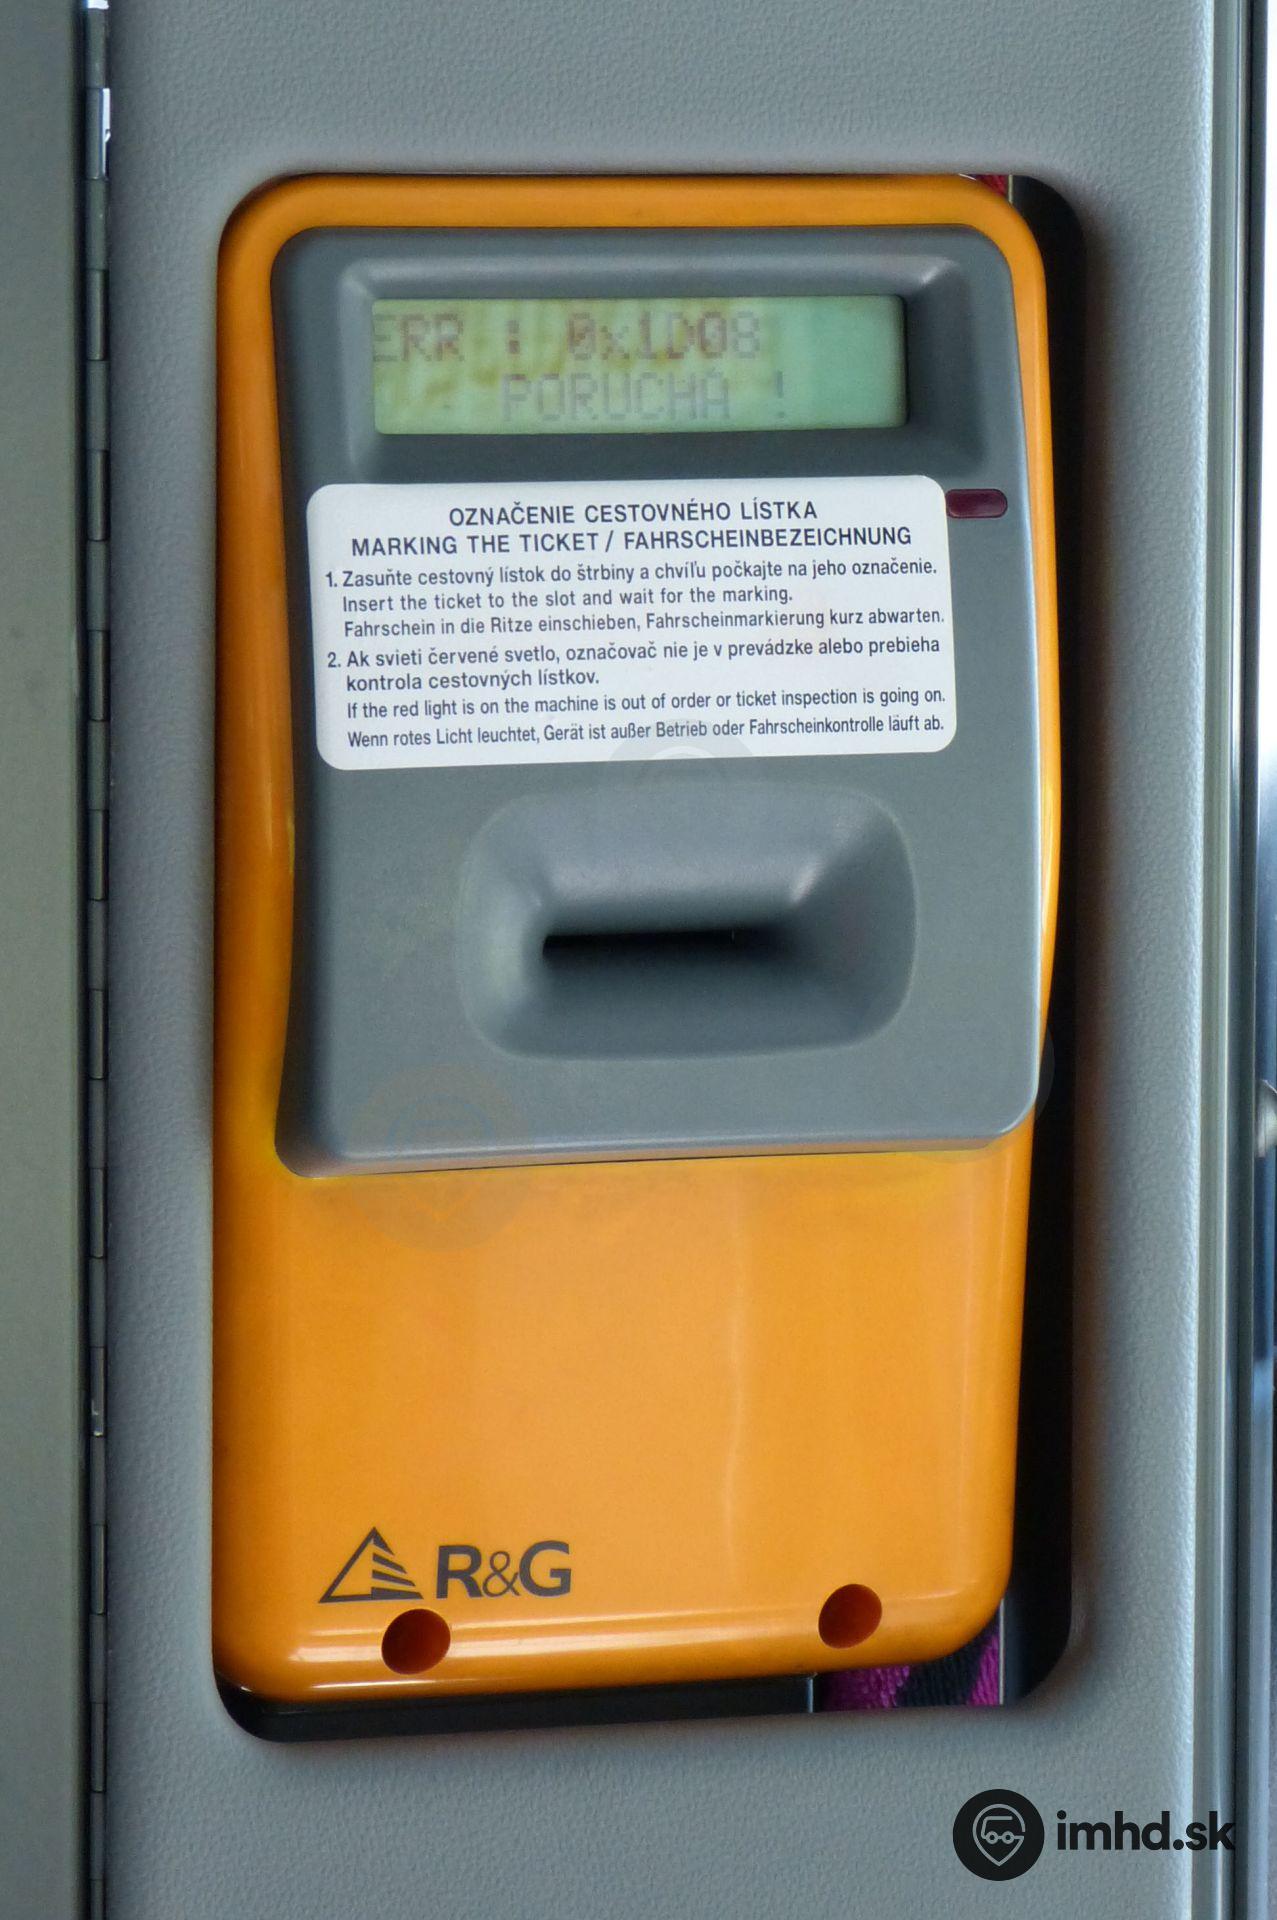 ERR : 0x1D08
PORUCHA !
OZNAČENIE CESTOVNÉHO LÍSTKA
MARKING THE TICKET / FAHRSCHEINBEZEICHNUNG
1. Zasuňte cestovný lístok do štrbiny a chvíľu počkajte na jeho označenie.
Insert the ticket to the slot and wait for the marking.
Fahrschein in die Ritze einschieben, Fahrscheinmarkierung kurz abwarten.
2. Ak svieti červené svetlo, označovač nie je v prevádzke alebo prebieha
kontrola cestovných lístkov.
If the red light is on the machine is out of order or ticket inspection is going on.
Wenn rotes Licht leuchtet, Gerät ist außer Betrieb oder Fahrscheinkontrolle läuft ab.
R&G
imhd.sk